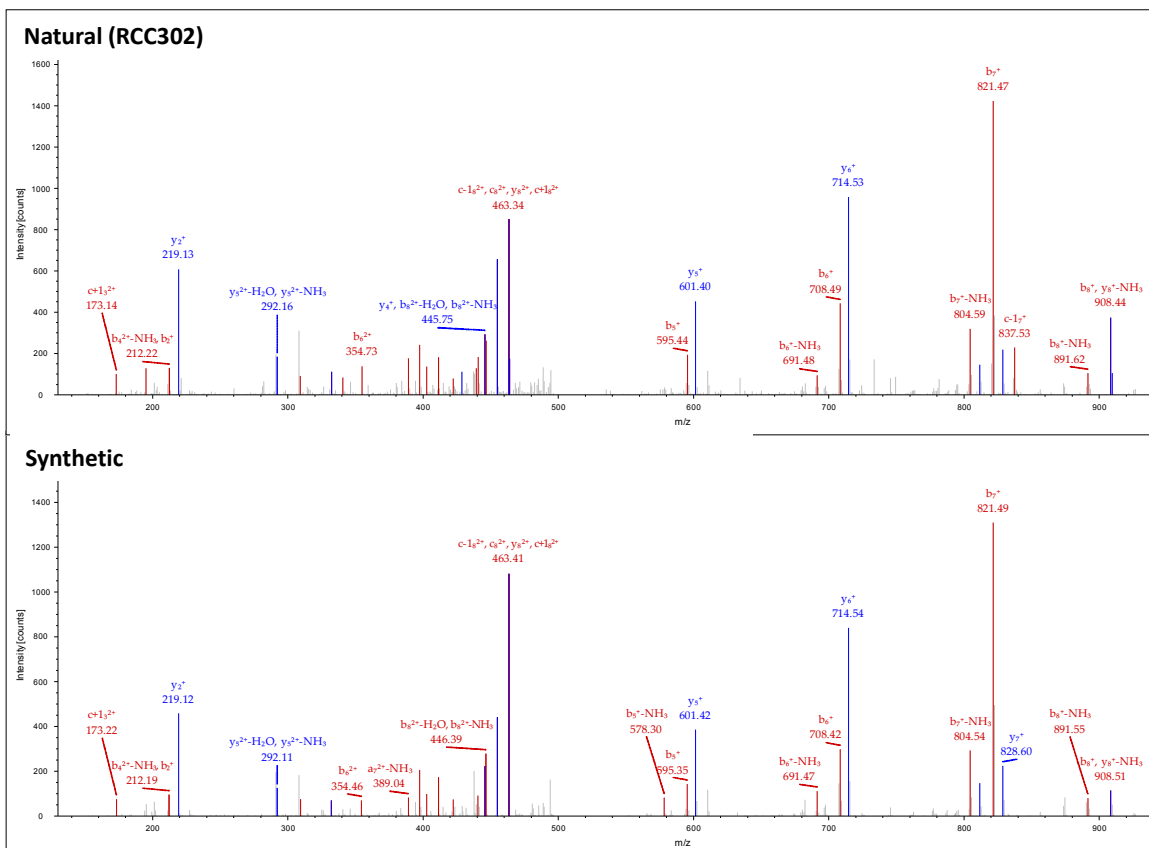 Natural (RCC302)
1600
1400
1200
1000
800
600
400
200
0
Intensity [counts]
200
300
400
500
600
700
800
900
m/z
c+1₃²⁺
173.14
b₄²⁺-NH₃, b₂⁺
212.22
y₂⁺
219.13
y₅²⁺-H₂O, y₅²⁺-NH₃
292.16
b₆²⁺
354.73
y₄⁺, b₈²⁺-H₂O, b₈²⁺-NH₃
445.75
c-1₈²⁺, c₈²⁺, y₈²⁺, c+1₈²⁺
463.34
b₅⁺
595.44
y₅⁺
601.40
b₆⁺-NH₃
691.48
b₆⁺
708.49
y₆⁺
714.53
b₇⁺-NH₃
804.59
b₇⁺
821.47
c-1₇⁺
837.53
b₈⁺-NH₃
891.62
b₈⁺, y₈⁺-NH₃
908.44
Synthetic
1400
1200
1000
800
600
400
200
0
Intensity [counts]
200
300
400
500
600
700
800
900
m/z
c+1₃²⁺
173.22
b₄²⁺-NH₃, b₂⁺
212.19
y₂⁺
219.12
y₅²⁺-H₂O, y₅²⁺-NH₃
292.11
b₆²⁺
354.46
a₇²⁺-NH₃
389.04
b₈²⁺-H₂O, b₈²⁺-NH₃
446.39
c-1₈²⁺, c₈²⁺, y₈²⁺, c+1₈²⁺
463.41
b₅⁺-NH₃
578.30
b₅⁺
595.35
y₅⁺
601.42
b₆⁺-NH₃
691.47
b₆⁺
708.42
y₆⁺
714.54
b₇⁺-NH₃
804.54
b₇⁺
821.49
y₇⁺
828.60
b₈⁺-NH₃
891.55
b₈⁺, y₈⁺-NH₃
908.51